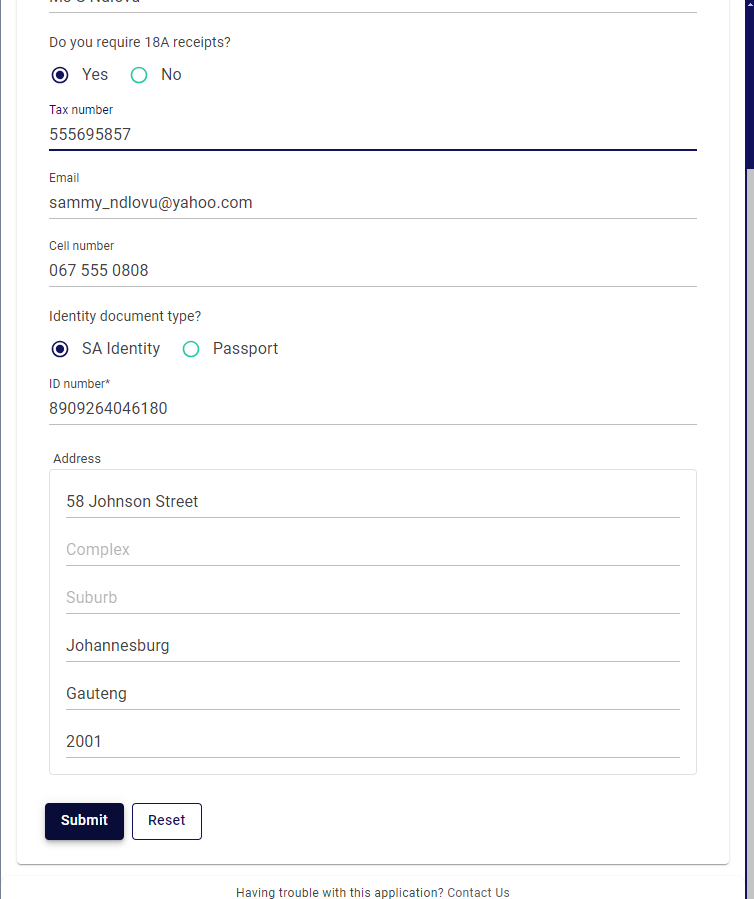 Do you require 18A receipts?
Yes No
Tax number
555695857
Email
sammy_ndlovu@yahoo.com
Cell number
067 555 0808
Identity document type?
SA Identity Passport
ID number*
8909264046180
Address
58 Johnson Street
Complex
Suburb
Johannesburg
Gauteng
2001
Submit Reset
Having trouble with this application? Contact Us